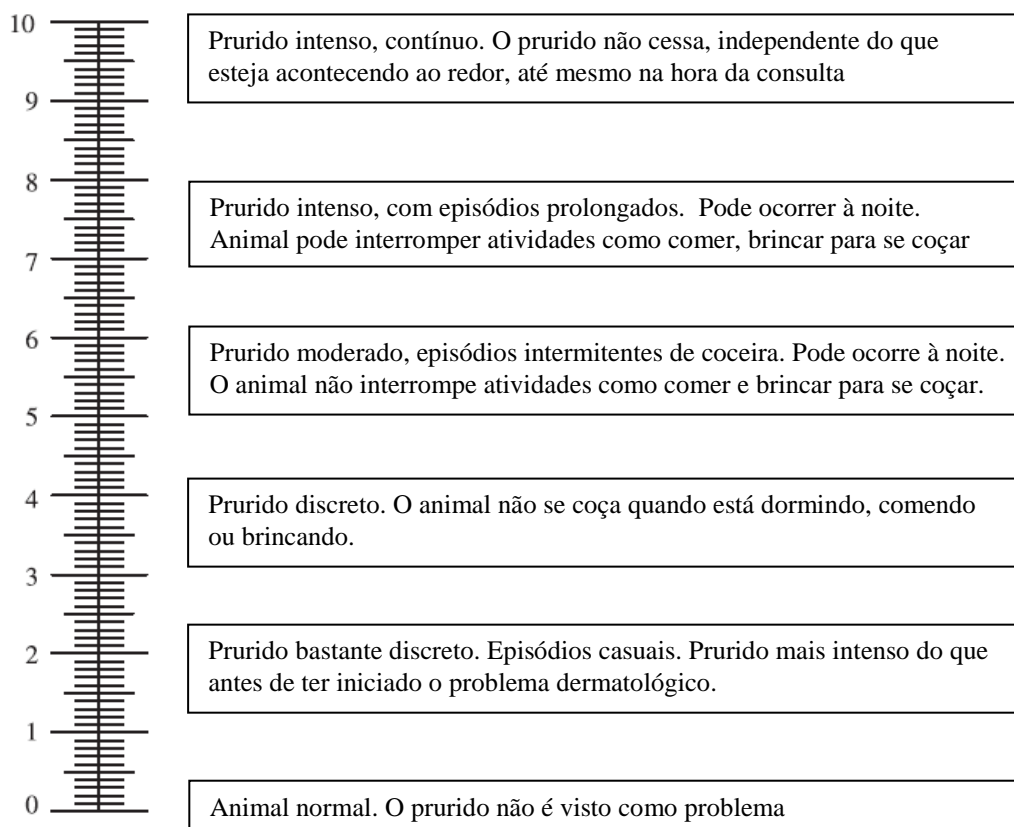 10
Prurido intenso, contínuo. O prurido não cessa, independente do que
esteja acontecendo ao redor, até mesmo na hora da consulta
9
8
Prurido intenso, com episódios prolongados. Pode ocorrer à noite.
Animal pode interromper atividades como comer, brincar para se coçar
7
6
Prurido moderado, episódios intermitentes de coceira. Pode ocorre à noite.
O animal não interrompe atividades como comer e brincar para se coçar.
5
4
Prurido discreto. O animal não se coça quando está dormindo, comendo
ou brincando.
3
2
Prurido bastante discreto. Episódios casuais. Prurido mais intenso do que
antes de ter iniciado o problema dermatológico.
1
0
Animal normal. O prurido não é visto como problema